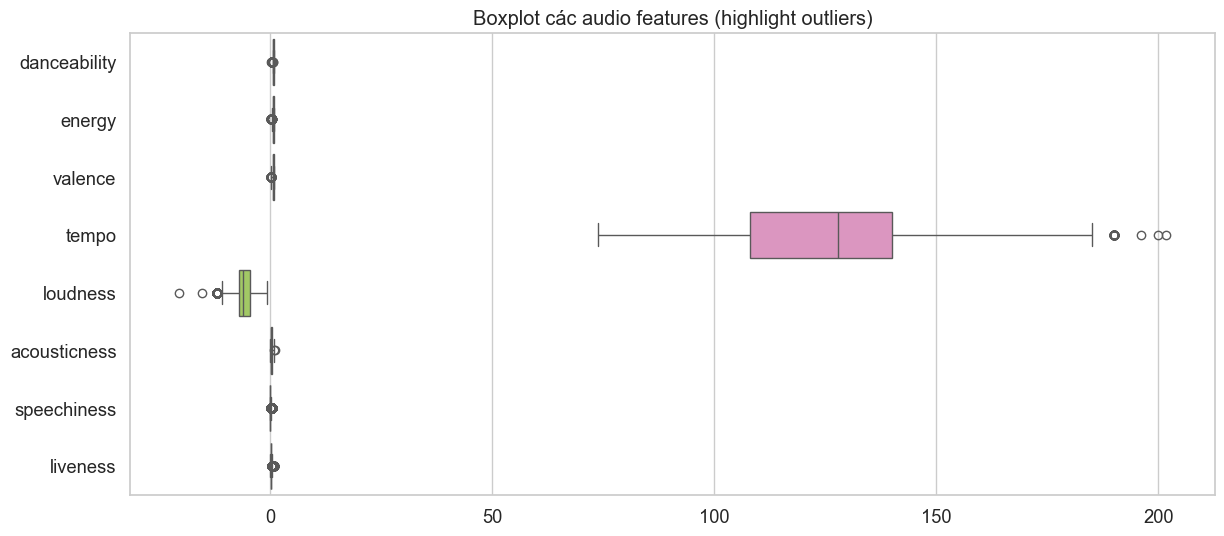 Boxplot các audio features (highlight outliers)
danceability
energy
valence
tempo
loudness
acousticness
speechiness
liveness
0 50 100 150 200